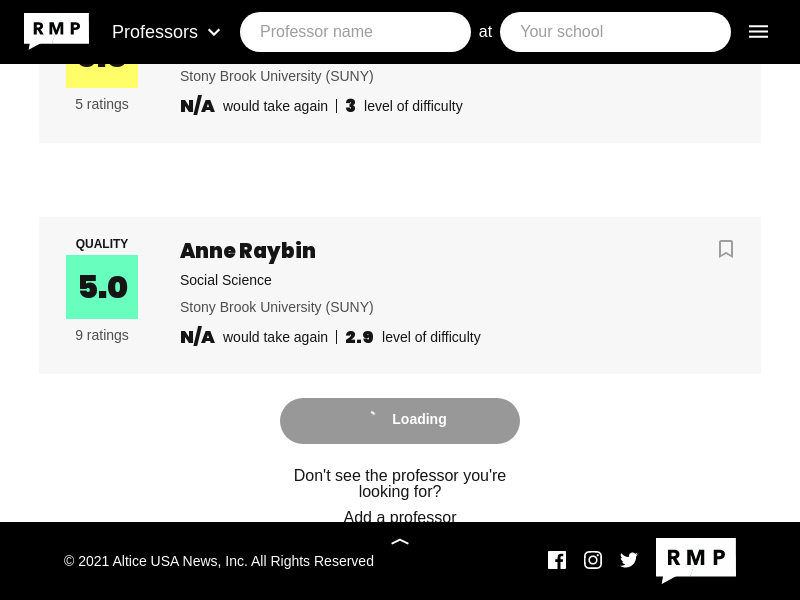 RMP
Professors
Professor name
at
Your school
Stony Brook University (SUNY)
5 ratings
N/A would take again | 3 level of difficulty
QUALITY
Anne Raybin
5.0
Social Science
Stony Brook University (SUNY)
9 ratings
N/A would take again | 2.9 level of difficulty
Loading
Don't see the professor you're
looking for?
Add a professor
© 2021 Altice USA News, Inc. All Rights Reserved
RMP